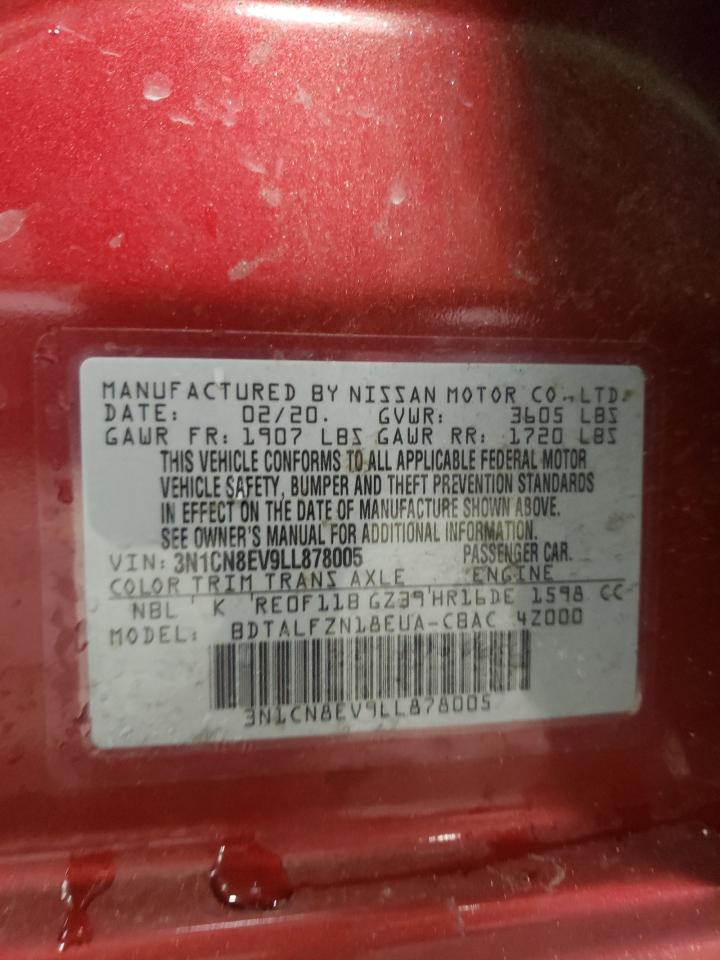 MANUFACTURED BY NISSAN MOTOR CO.,LTD.
DATE: 02/20. GVWR: 3605 LBS
GAWR FR: 1907 LBS GAWR RR: 1720 LBS
THIS VEHICLE CONFORMS TO ALL APPLICABLE FEDERAL MOTOR
VEHICLE SAFETY, BUMPER AND THEFT PREVENTION STANDARDS
IN EFFECT ON THE DATE OF MANUFACTURE SHOWN ABOVE.
SEE OWNER'S MANUAL FOR ADDITIONAL INFORMATION.
VIN: 3N1CN8EV9LL878005 PASSENGER CAR.
COLOR TRIM TRANS AXLE ENGINE
NBL K RE0F11B GZ39 HR16DE 1598 CC
MODEL: BDTALFZN18EUA-CBAC 4Z000
3N1CN8EV9LL878005